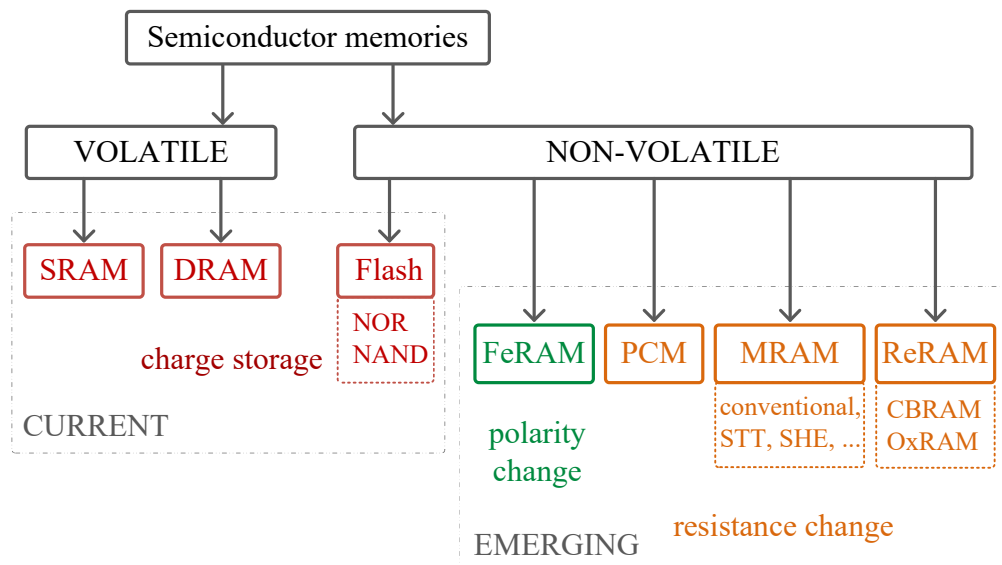 Semiconductor memories
VOLATILE
NON-VOLATILE
SRAM
DRAM
Flash
NOR
NAND
charge storage
CURRENT
FeRAM
PCM
MRAM
ReRAM
conventional,
STT, SHE, ...
CBRAM
OxRAM
polarity
change
resistance change
EMERGING